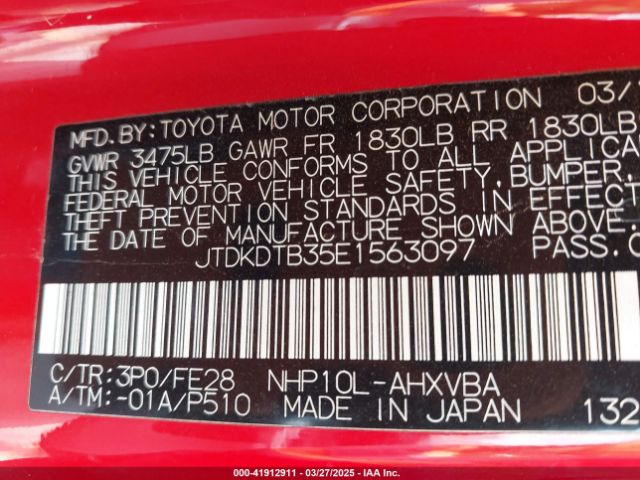 MFD. BY: TOYOTA MOTOR CORPORATION 03/
GVWR 3475LB GAWR FR 1830LB RR 1830LB
THIS VEHICLE CONFORMS TO ALL APPLICA
FEDERAL MOTOR VEHICLE SAFETY, BUMPER,
THEFT PREVENTION STANDARDS IN EFFECT
THE DATE OF MANUFACTURE SHOWN ABOVE.
JTDKDTB35E1563097 PASS. C
C/TR: 3P0/FE28 NHP10L-AHXVBA
A/TM: -01A/P510 MADE IN JAPAN 132
000-41912911 - 03/27/2025 - IAA Inc.